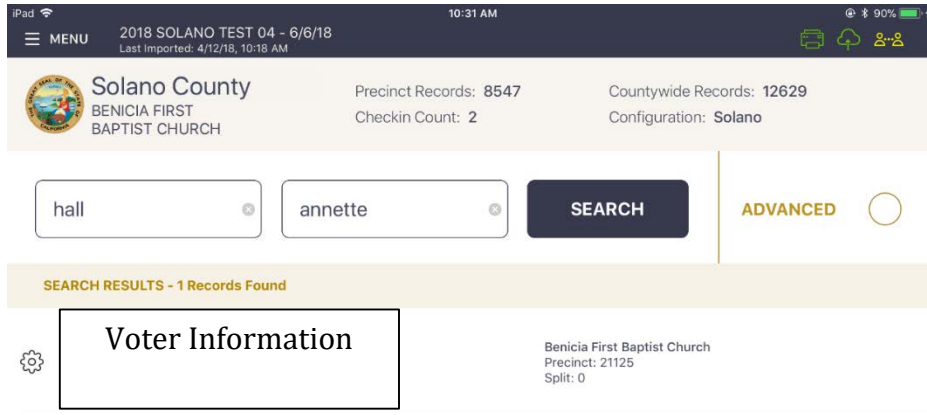 iPad 10:31 AM 90%
MENU 2018 SOLANO TEST 04 - 6/6/18
Last Imported: 4/12/18, 10:18 AM
Solano County
BENICIA FIRST
BAPTIST CHURCH
Precinct Records: 8547
Checkin Count: 2
Countywide Records: 12629
Configuration: Solano
hall annette SEARCH ADVANCED
SEARCH RESULTS - 1 Records Found
Voter Information
Benicia First Baptist Church
Precinct: 21125
Split: 0